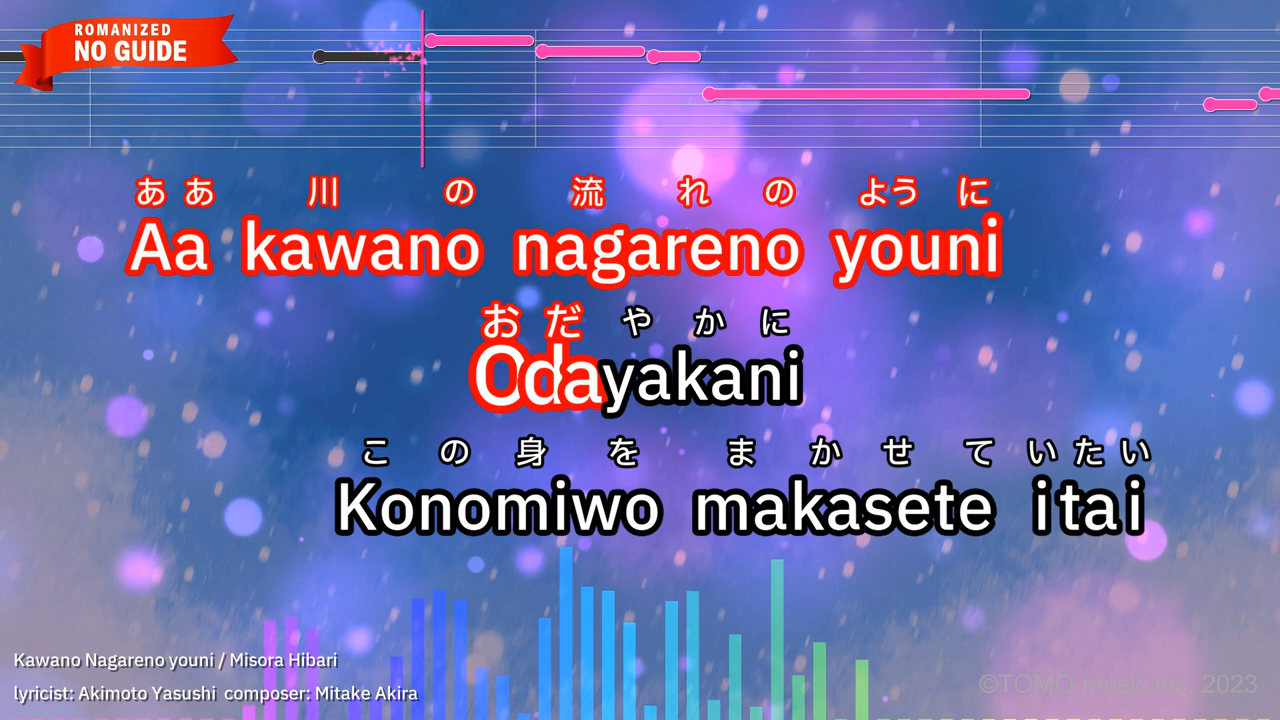 ROMANIZED
NO GUIDE
ああ 川の 流れの ように
Aa kawano nagareno youni
おだやかに
Odayakani
この身を まかせて いたい
Konomiwo makasete itai
Kawano Nagareno youni / Misora Hibari
lyricist: Akimoto Yasushi composer: Mitake Akira
©TOMO music inc. 2023